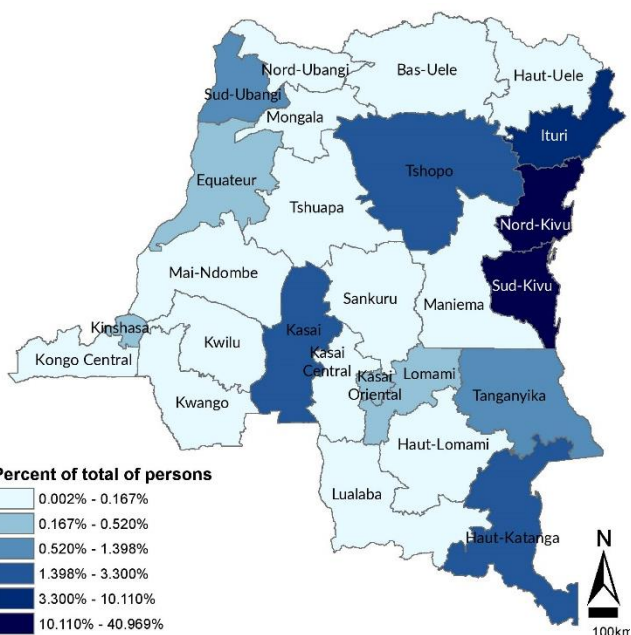 Nord-Ubangi
Bas-Uele
Haut-Uele
Sud-Ubangi
Mongala
Ituri
Tshopo
Equateur
Tshuapa
Nord-Kivu
Mai-Ndombe
Sankuru
Maniema
Sud-Kivu
Kinshasa
Kwilu
Kasai
Kongo Central
Kasai
Central
Kasai
Oriental
Lomami
Tanganyika
Kwango
Haut-Lomami
Lualaba
Haut-Katanga
Percent of total of persons
0.002% - 0.167%
0.167% - 0.520%
0.520% - 1.398%
1.398% - 3.300%
3.300% - 10.110%
10.110% - 40.969%
N
100km